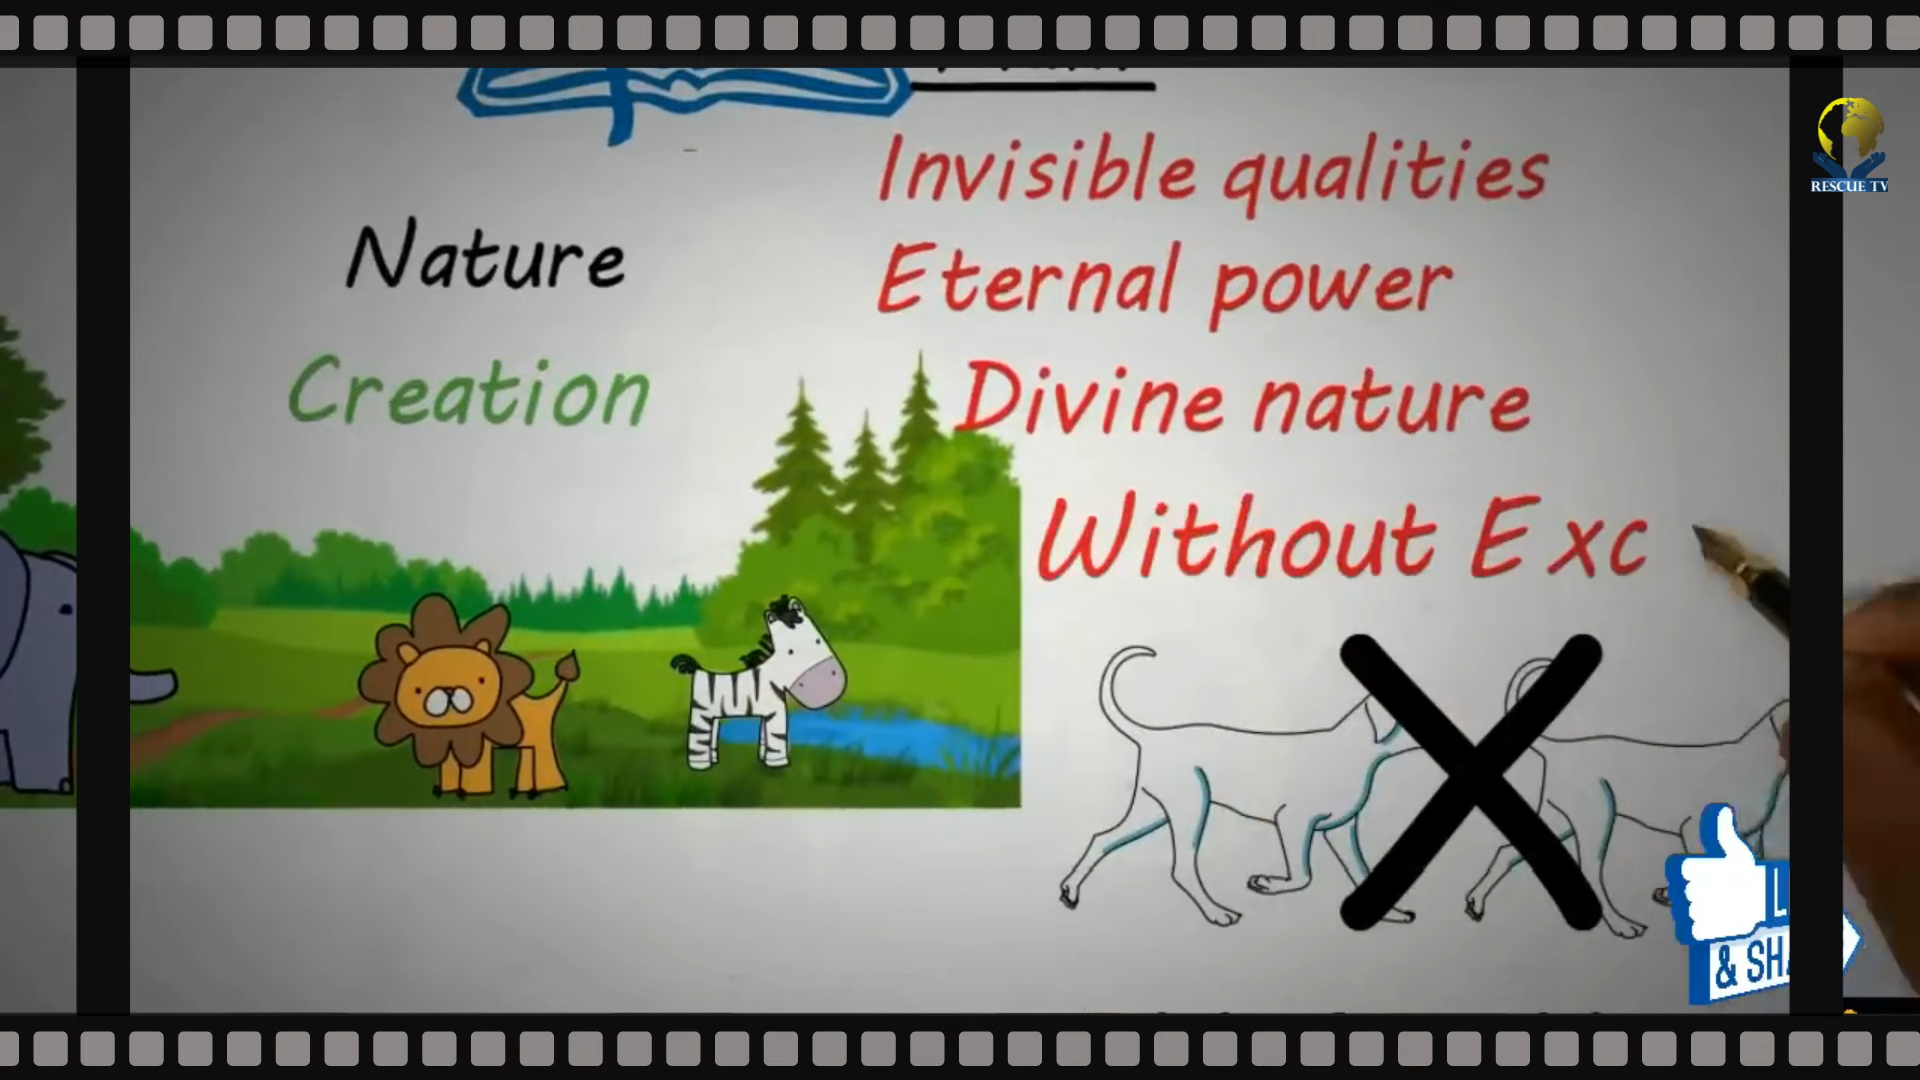 RESCUE TV
Invisible qualities
Nature
Eternal power
Creation
Divine nature
Without Exc
& SH